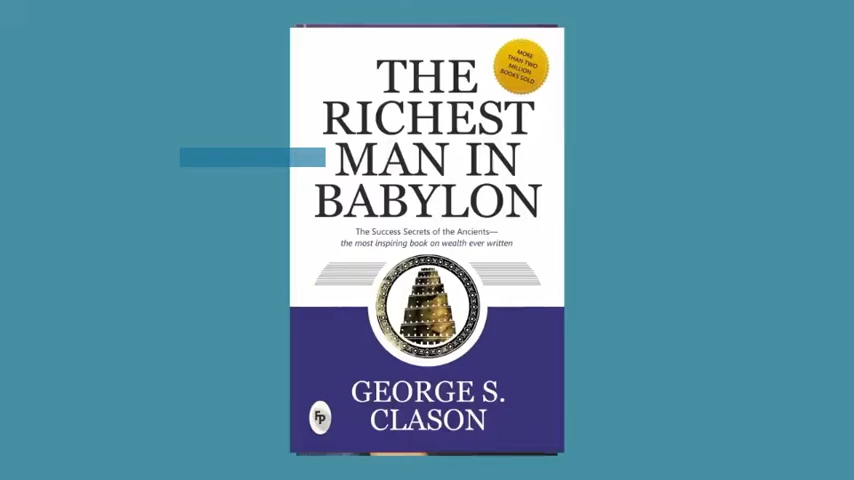 MORE
THAN TWO
MILLION
BOOKS SOLD
THE
RICHEST
MAN IN
BABYLON
The Success Secrets of the Ancients—
the most inspiring book on wealth ever written
GEORGE S.
CLASON
FP